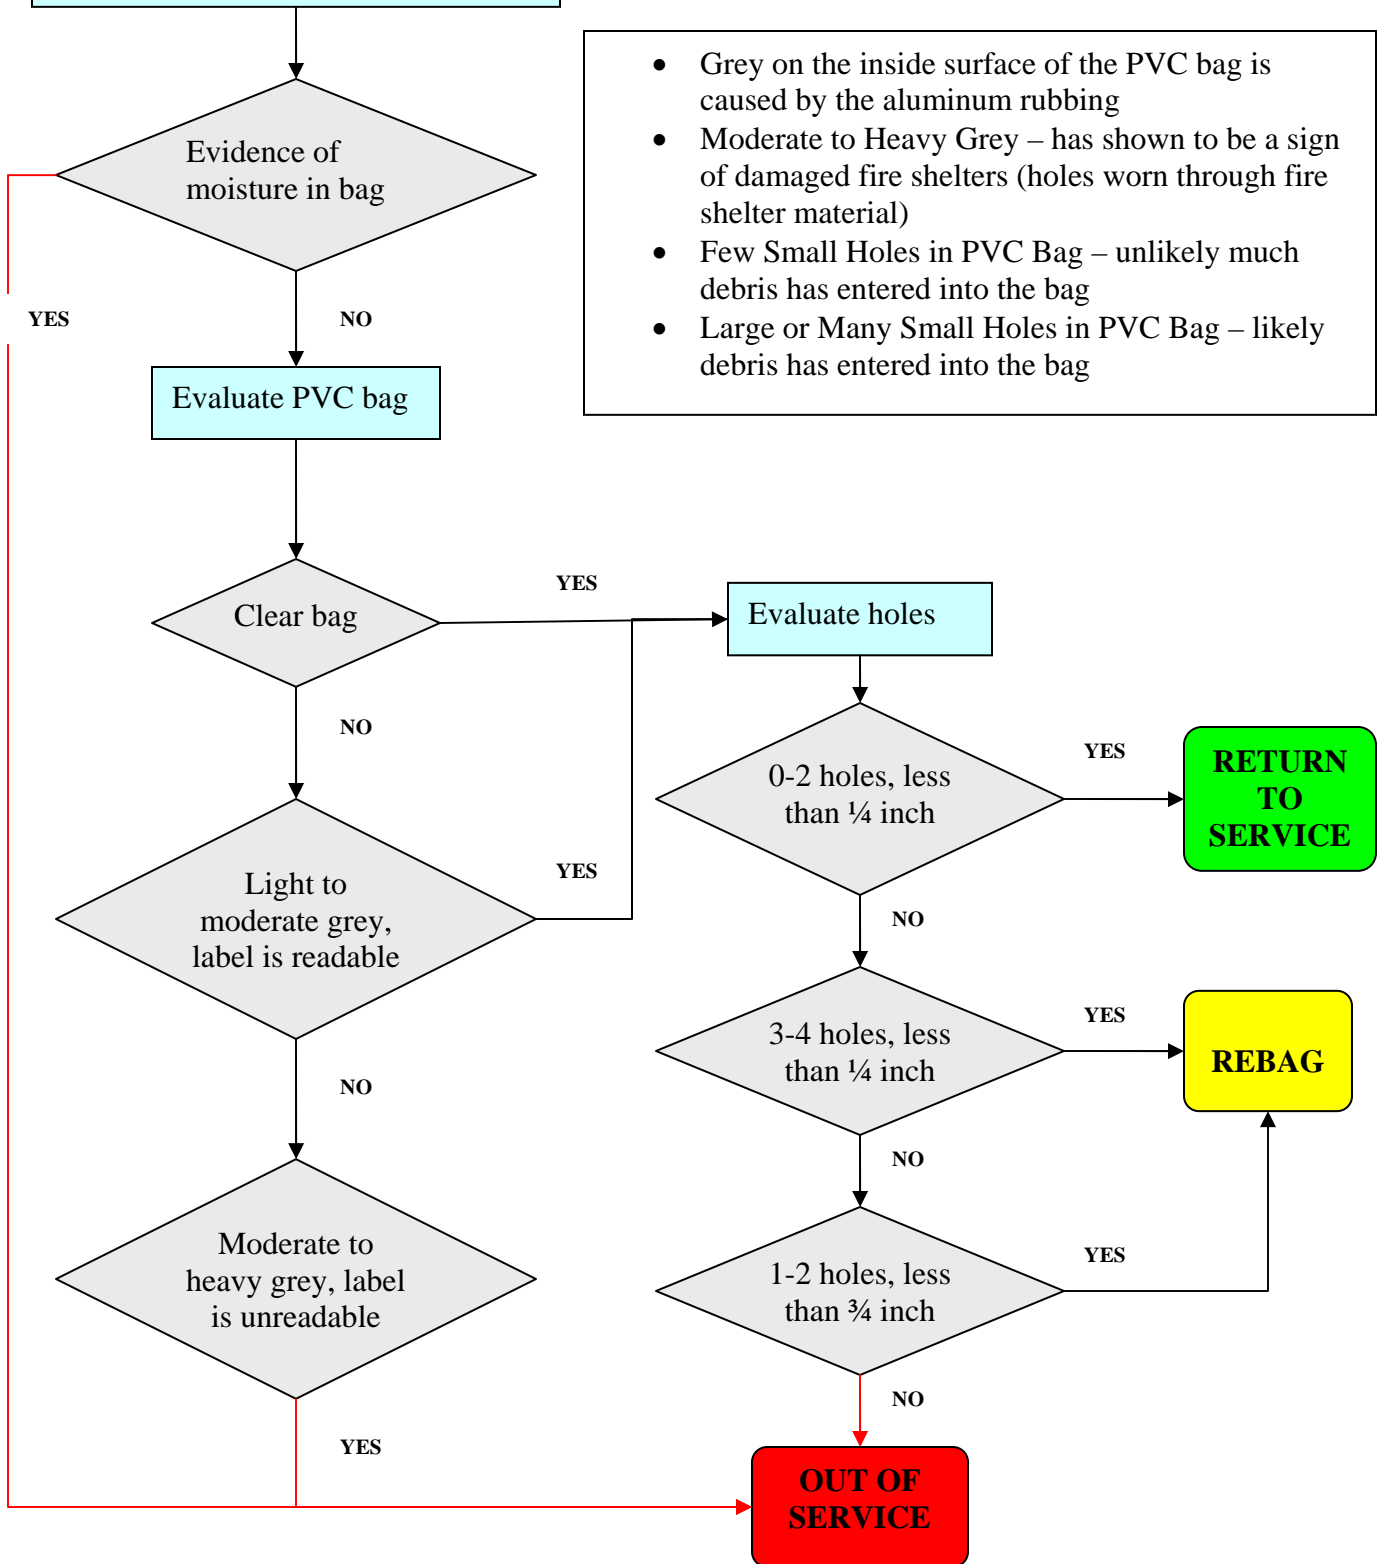 • Grey on the inside surface of the PVC bag is
caused by the aluminum rubbing
• Moderate to Heavy Grey – has shown to be a sign
of damaged fire shelters (holes worn through fire
shelter material)
• Few Small Holes in PVC Bag – unlikely much
debris has entered into the bag
• Large or Many Small Holes in PVC Bag – likely
debris has entered into the bag
Evidence of
moisture in bag
YES
NO
Evaluate PVC bag
Clear bag
YES
NO
Light to
moderate grey,
label is readable
YES
NO
Moderate to
heavy grey, label
is unreadable
YES
Evaluate holes
0-2 holes, less
than ¼ inch
YES
RETURN
TO
SERVICE
NO
3-4 holes, less
than ¼ inch
YES
REBAG
NO
1-2 holes, less
than ¾ inch
YES
NO
OUT OF
SERVICE